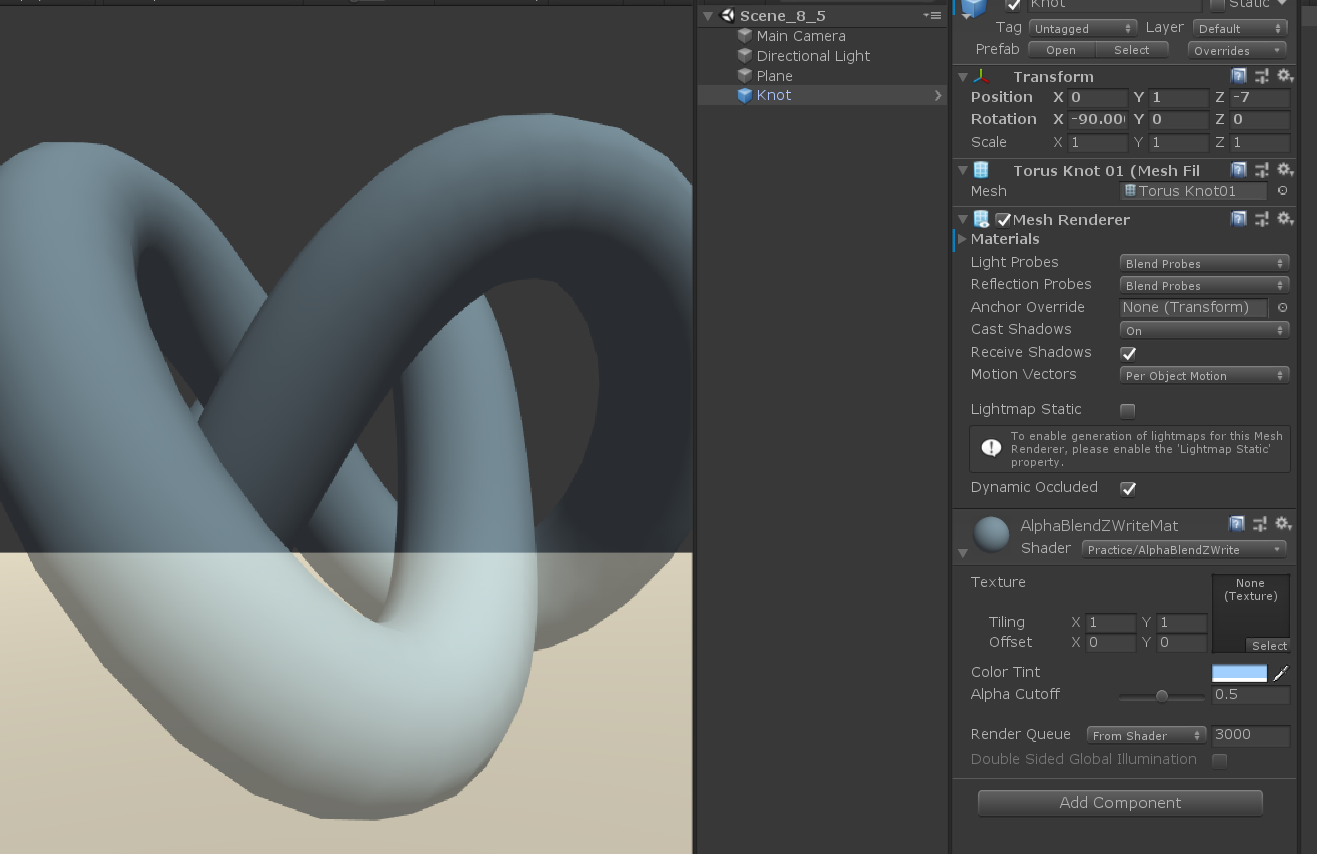 Scene_8_5
Main Camera
Directional Light
Plane
Knot
Knot Static
Tag Untagged Layer Default
Prefab Open Select Overrides
Transform
Position X 0 Y 1 Z -7
Rotation X -90.00 Y 0 Z 0
Scale X 1 Y 1 Z 1
Torus Knot 01 (Mesh Fil
Mesh Torus Knot01
Mesh Renderer
Materials
Light Probes Blend Probes
Reflection Probes Blend Probes
Anchor Override None (Transform)
Cast Shadows On
Receive Shadows
Motion Vectors Per Object Motion
Lightmap Static
To enable generation of lightmaps for this Mesh
Renderer, please enable the 'Lightmap Static'
property.
Dynamic Occluded
AlphaBlendZWriteMat
Shader Practice/AlphaBlendZWrite
Texture None
(Texture)
Tiling X 1 Y 1
Offset X 0 Y 0
Select
Color Tint
Alpha Cutoff 0.5
Render Queue From Shader 3000
Double Sided Global Illumination
Add Component